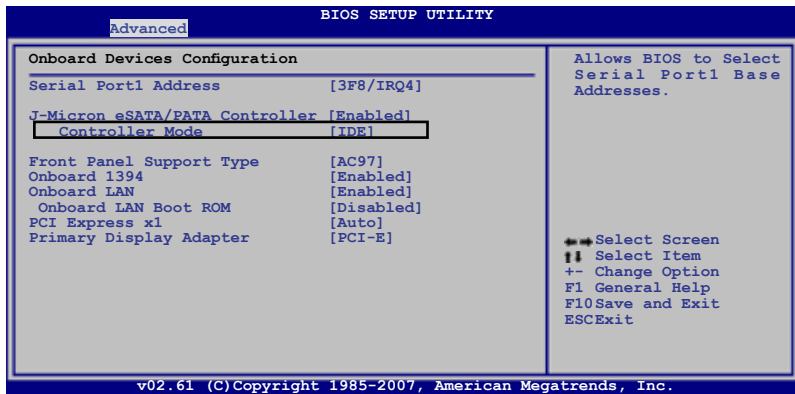 BIOS SETUP UTILITY
Advanced
Onboard Devices Configuration
Serial Port1 Address [3F8/IRQ4]
J-Micron eSATA/PATA Controller [Enabled]
Controller Mode [IDE]
Front Panel Support Type [AC97]
Onboard 1394 [Enabled]
Onboard LAN [Enabled]
Onboard LAN Boot ROM [Disabled]
PCI Express x1 [Auto]
Primary Display Adapter [PCI-E]
Allows BIOS to Select
Serial Port1 Base
Addresses.
←→Select Screen
↑↓ Select Item
+- Change Option
F1 General Help
F10Save and Exit
ESCExit
v02.61 (C)Copyright 1985-2007, American Megatrends, Inc.